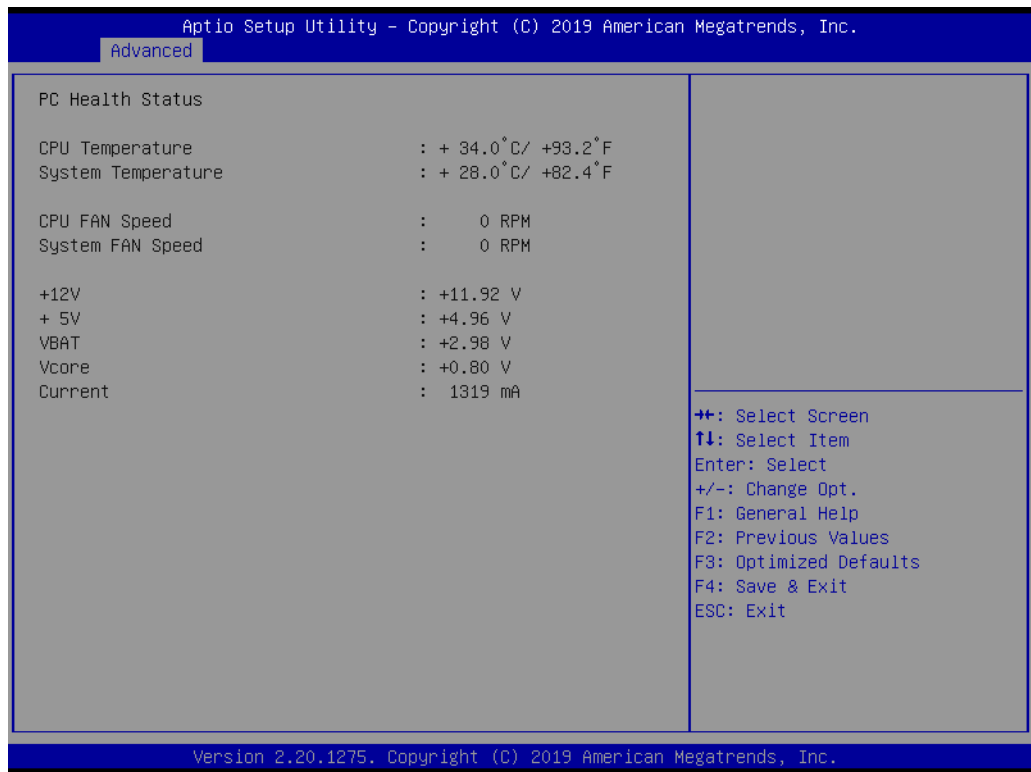 Aptio Setup Utility – Copyright (C) 2019 American Megatrends, Inc.
Advanced
PC Health Status
CPU Temperature : + 34.0°C/ +93.2°F
System Temperature : + 28.0°C/ +82.4°F
CPU FAN Speed : 0 RPM
System FAN Speed : 0 RPM
+12V : +11.92 V
+ 5V : +4.96 V
VBAT : +2.98 V
Vcore : +0.80 V
Current : 1319 mA
→←: Select Screen
↑↓: Select Item
Enter: Select
+/-: Change Opt.
F1: General Help
F2: Previous Values
F3: Optimized Defaults
F4: Save & Exit
ESC: Exit
Version 2.20.1275. Copyright (C) 2019 American Megatrends, Inc.